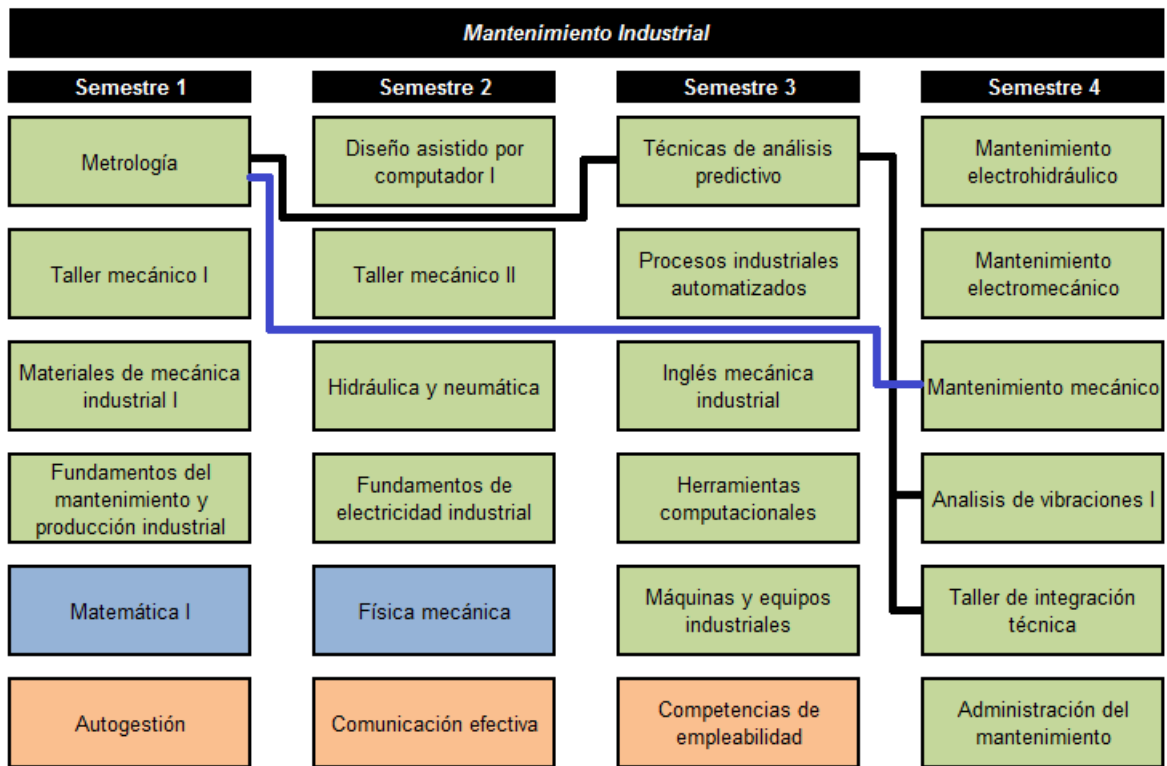 Mantenimiento Industrial
Semestre 1
Semestre 2
Semestre 3
Semestre 4
Metrología
Diseño asistido por
computador I
Técnicas de análisis
predictivo
Mantenimiento
electrohidráulico
Taller mecánico I
Taller mecánico II
Procesos industriales
automatizados
Mantenimiento
electromecánico
Materiales de mecánica
industrial I
Hidráulica y neumática
Inglés mecánica
industrial
Mantenimiento mecánico
Fundamentos del
mantenimiento y
producción industrial
Fundamentos de
electricidad industrial
Herramientas
computacionales
Analisis de vibraciones I
Matemática I
Física mecánica
Máquinas y equipos
industriales
Taller de integración
técnica
Autogestión
Comunicación efectiva
Competencias de
empleabilidad
Administración del
mantenimiento